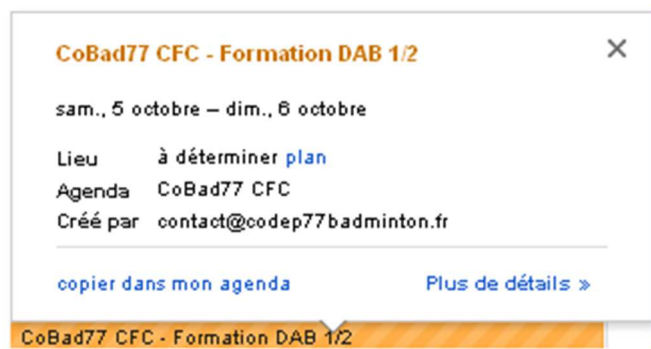 CoBad77 CFC - Formation DAB 1/2
sam., 5 octobre – dim., 6 octobre
Lieu à déterminer plan
Agenda CoBad77 CFC
Créé par contact@codep77badminton.fr
copier dans mon agenda Plus de détails »
CoBad77 CFC - Formation DAB 1/2